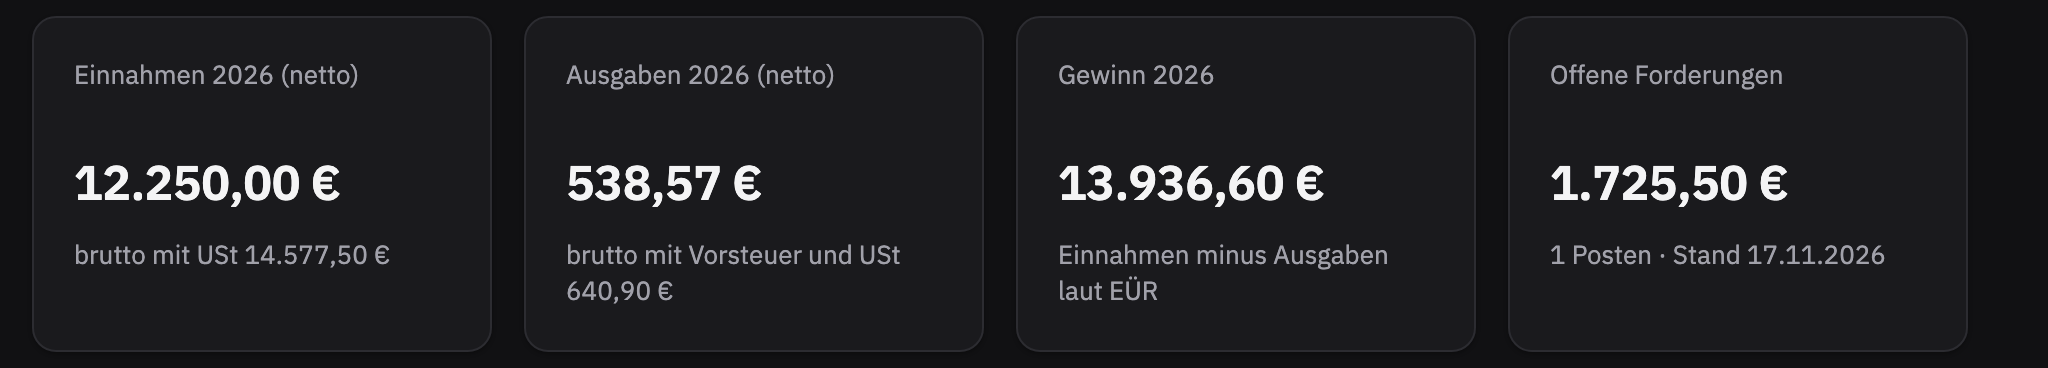 Einnahmen 2026 (netto)
12.250,00 €
brutto mit USt 14.577,50 €
Ausgaben 2026 (netto)
538,57 €
brutto mit Vorsteuer und USt
640,90 €
Gewinn 2026
13.936,60 €
Einnahmen minus Ausgaben
laut EÜR
Offene Forderungen
1.725,50 €
1 Posten · Stand 17.11.2026